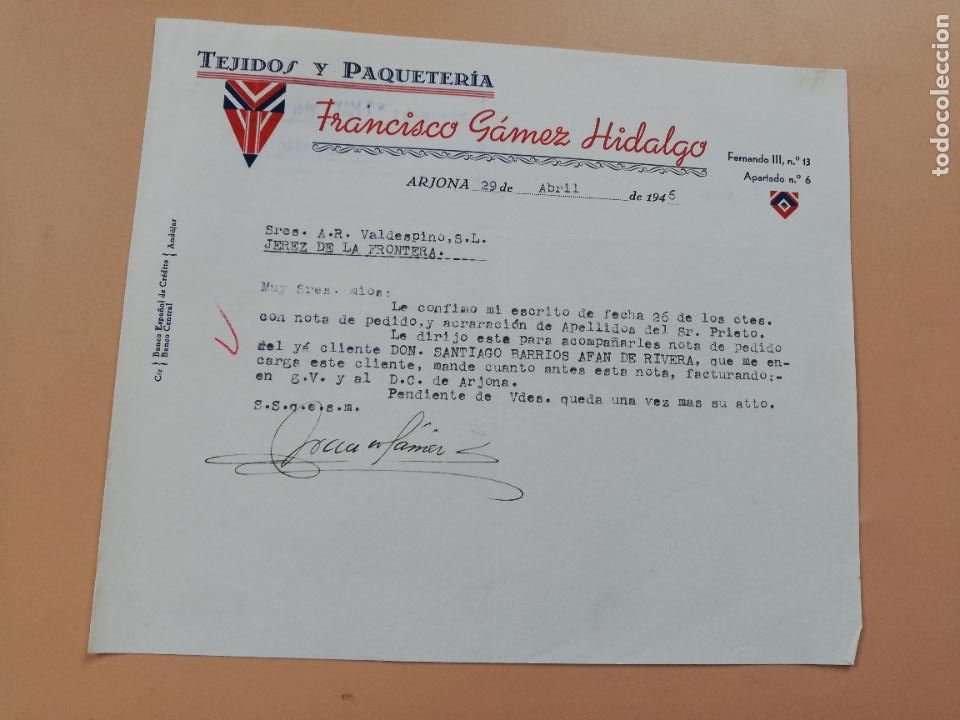 TEJIDOS Y PAQUETERÍA
Francisco Gámez Hidalgo
Fernando III, n.º 13
Apartado n.º 6
ARJONA 29 de Abril de 1946
C/c { Banco Español de Crédito } Andújar
Banco Central
Sres. A.R. Valdespino,S.L.
JEREZ DE LA FRONTERA.
Muy Sres. mios:
Le confimo mi escrito de fecha 26 de los ctes.
con nota de pedido,y acraración de Apellidos del Sr. Prieto.
Le dirijo esta para acompañarles nota de pedido
del yá cliente DON. SANTIAGO BARRIOS AFAN DE RIVERA, que me en-
carga este cliente, mande cuanto antes esta nota, facturando:-
en g.V. y al D.C. de Arjona.
Pendiente de Vdes. queda una vez mas su atto.
S.S.q.e.s.m.
todocoleccion